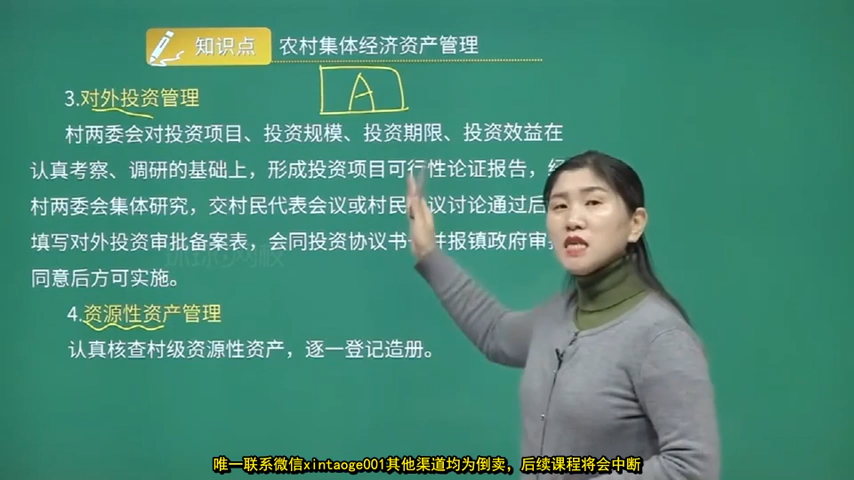 知识点 农村集体经济资产管理
A
3.对外投资管理
村两委会对投资项目、投资规模、投资期限、投资效益在
认真考察、调研的基础上，形成投资项目可行性论证报告，
村两委会集体研究，交村民代表会议或村民 议讨论通过后
填写对外投资审批备案表，会同投资协议书 并报镇政府审
同意后方可实施。
环球网校
4.资源性资产管理
认真核查村级资源性资产，逐一登记造册。
唯一联系微信xintaoge001其他渠道均为倒卖，后续课程将会中断